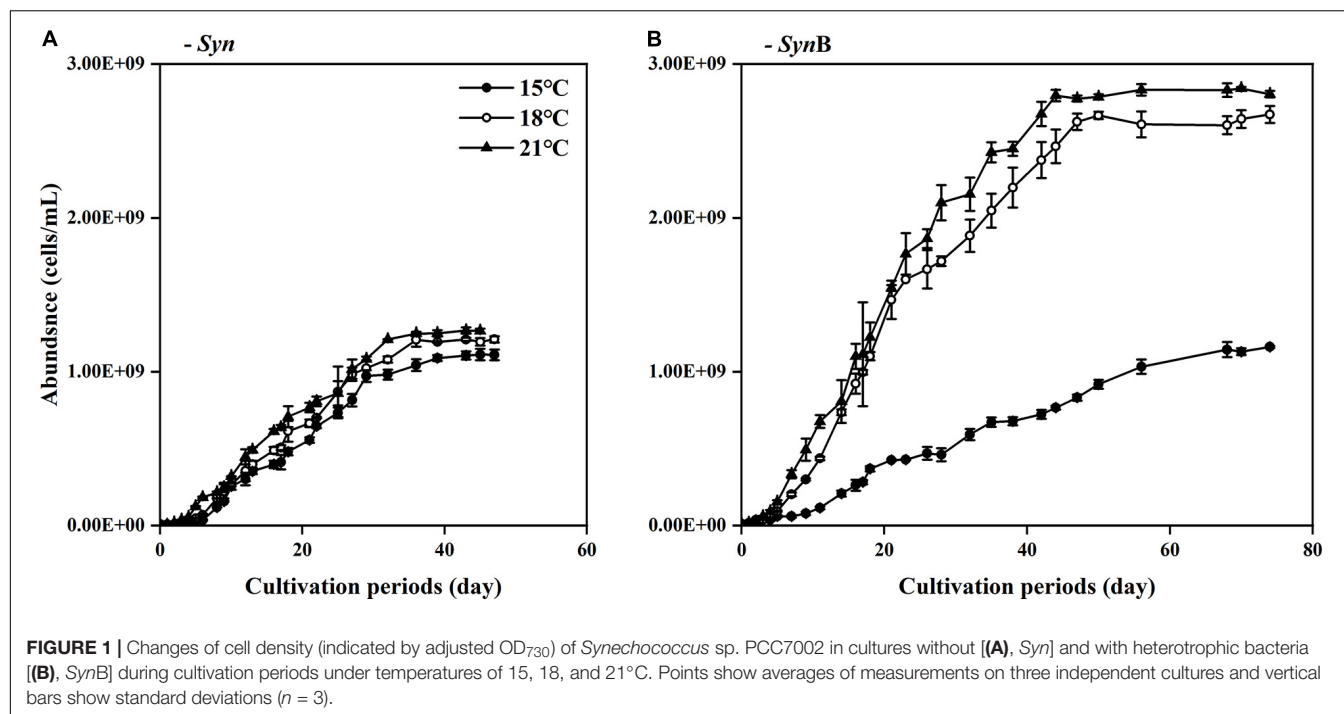 A
- Syn
3.00E+09
2.00E+09
1.00E+09
0.00E+00
Abundsnce (cells/mL)
15°C
18°C
21°C
0
20
40
60
Cultivation periods (day)
B
- SynB
3.00E+09
2.00E+09
1.00E+09
0.00E+00
0
20
40
60
80
Cultivation periods (day)
FIGURE 1 | Changes of cell density (indicated by adjusted OD730) of Synechococcus sp. PCC7002 in cultures without [(A), Syn] and with heterotrophic bacteria
[(B), SynB] during cultivation periods under temperatures of 15, 18, and 21°C. Points show averages of measurements on three independent cultures and vertical
bars show standard deviations (n = 3).